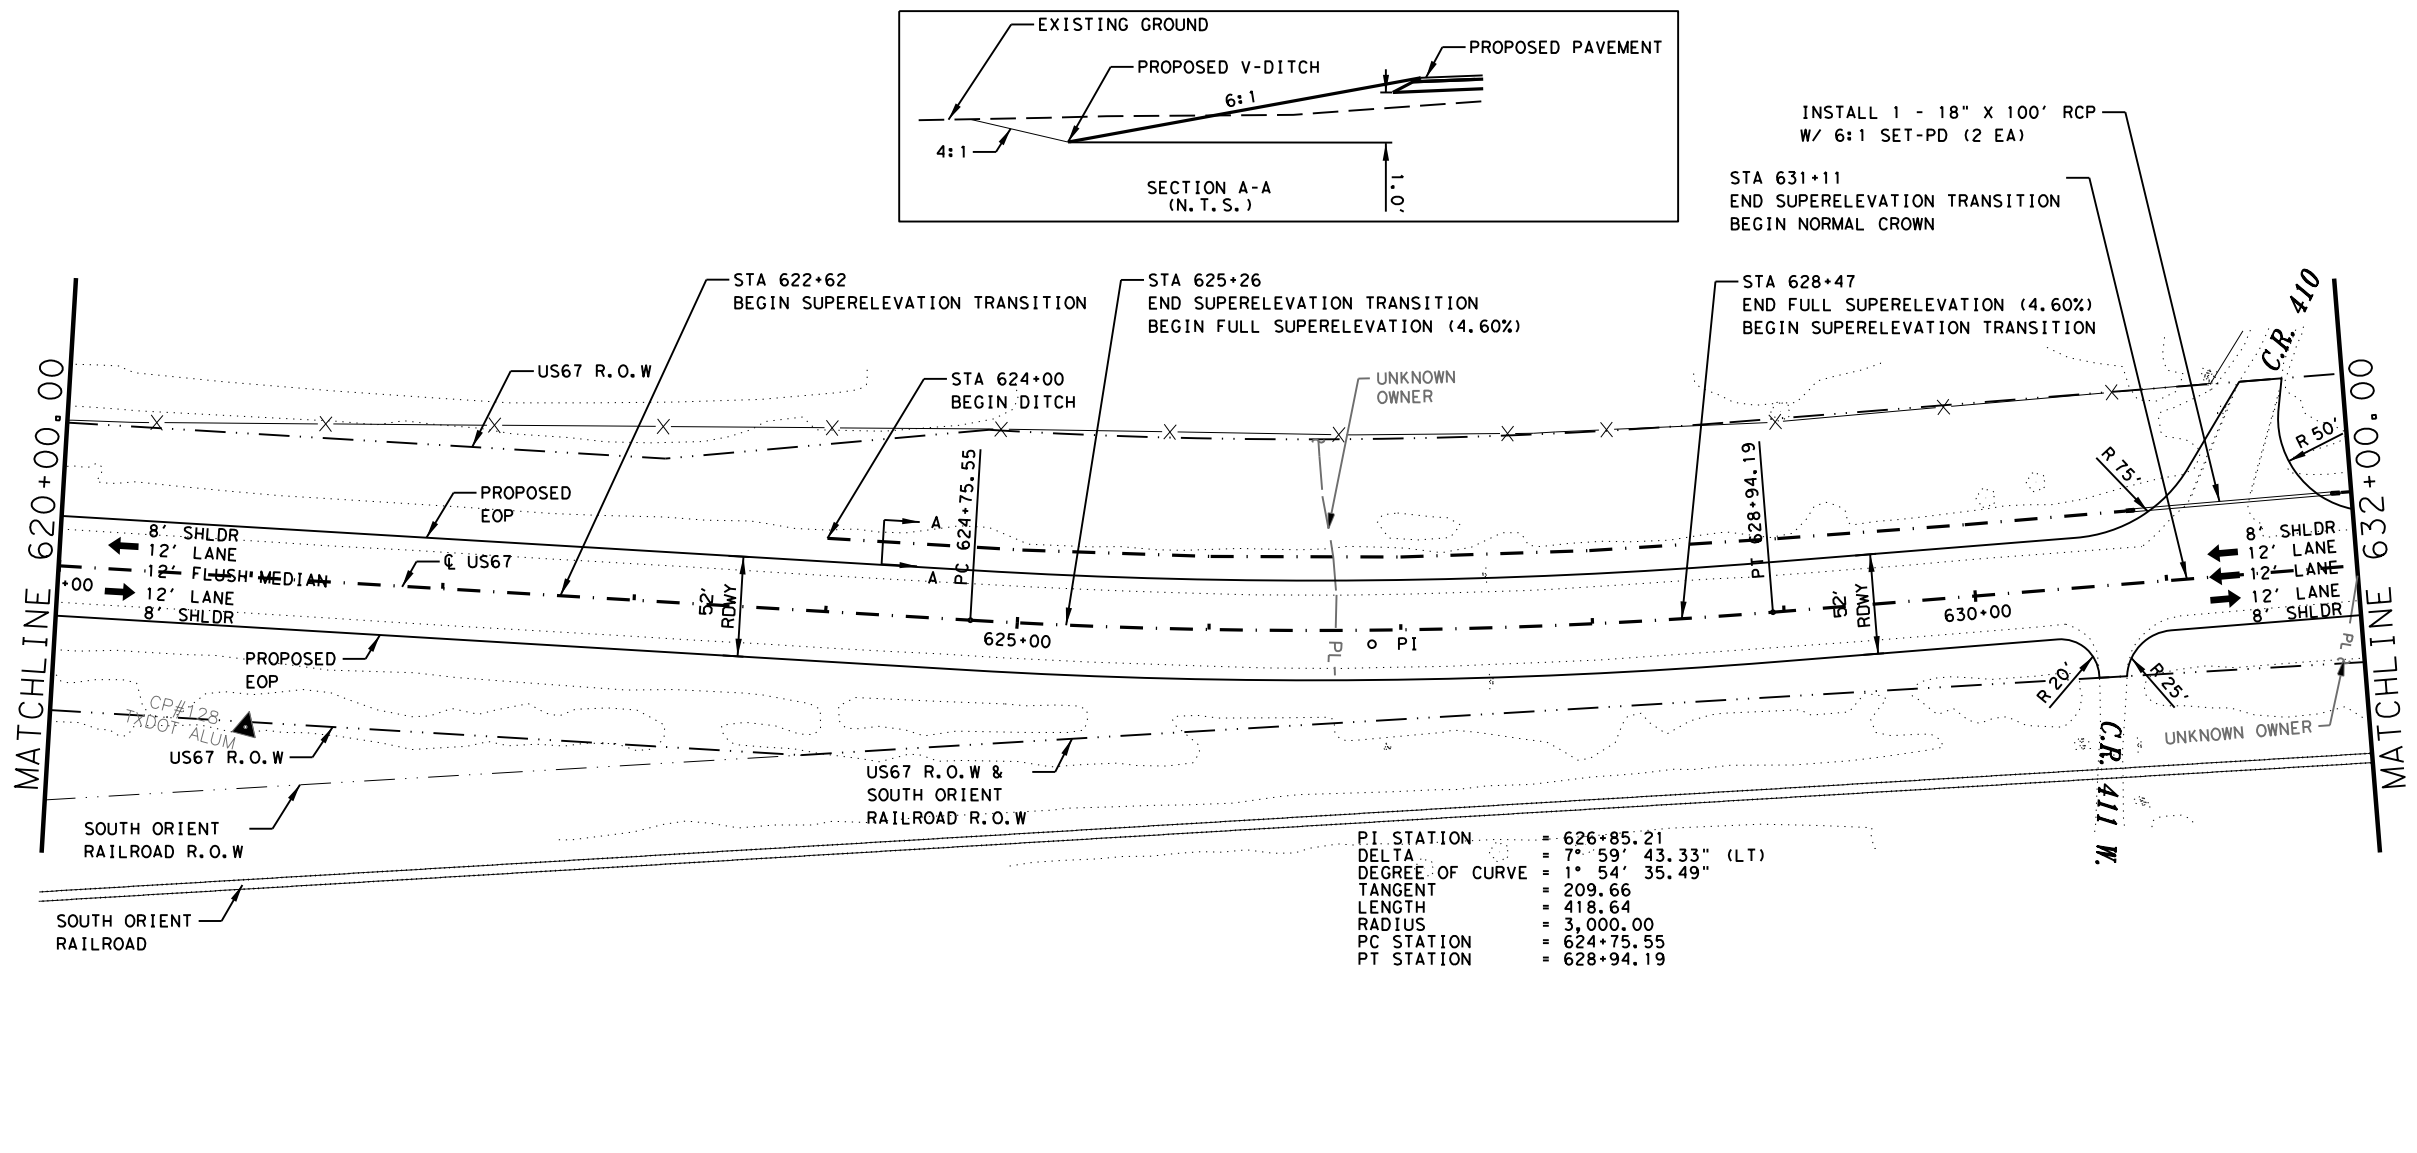 EXISTING GROUND
PROPOSED PAVEMENT
PROPOSED V-DITCH
6:1
4:1
1.0'
SECTION A-A
(N.T.S.)
INSTALL 1 - 18" X 100' RCP
W/ 6:1 SET-PD (2 EA)
STA 631+11
END SUPERELEVATION TRANSITION
BEGIN NORMAL CROWN
STA 622+62
BEGIN SUPERELEVATION TRANSITION
STA 625+26
END SUPERELEVATION TRANSITION
BEGIN FULL SUPERELEVATION (4.60%)
STA 628+47
END FULL SUPERELEVATION (4.60%)
BEGIN SUPERELEVATION TRANSITION
C.R. 410
MATCHLINE 620+00.00
US67 R.O.W
STA 624+00
BEGIN DITCH
UNKNOWN
OWNER
MATCHLINE 632+00.00
R 50'
R 75'
PC 624+75.55
PT 628+94.19
PROPOSED
EOP
A
A
8' SHLDR
12' LANE
12' FLUSH MEDIAN
12' LANE
8' SHLDR
+00
℄ US67
52'
RDWY
625+00
PI
PL
52'
RDWY
630+00
8' SHLDR
12' LANE
12' LANE
12' LANE
8' SHLDR
PL
PROPOSED
EOP
R 20'
R 25'
CP#128
TXDOT ALUM
US67 R.O.W
UNKNOWN OWNER
C.R. 411 W.
US67 R.O.W &
SOUTH ORIENT
RAILROAD R.O.W
SOUTH ORIENT
RAILROAD R.O.W
SOUTH ORIENT
RAILROAD
PI STATION = 626+85.21
DELTA = 7° 59' 43.33" (LT)
DEGREE OF CURVE = 1° 54' 35.49"
TANGENT = 209.66
LENGTH = 418.64
RADIUS = 3,000.00
PC STATION = 624+75.55
PT STATION = 628+94.19